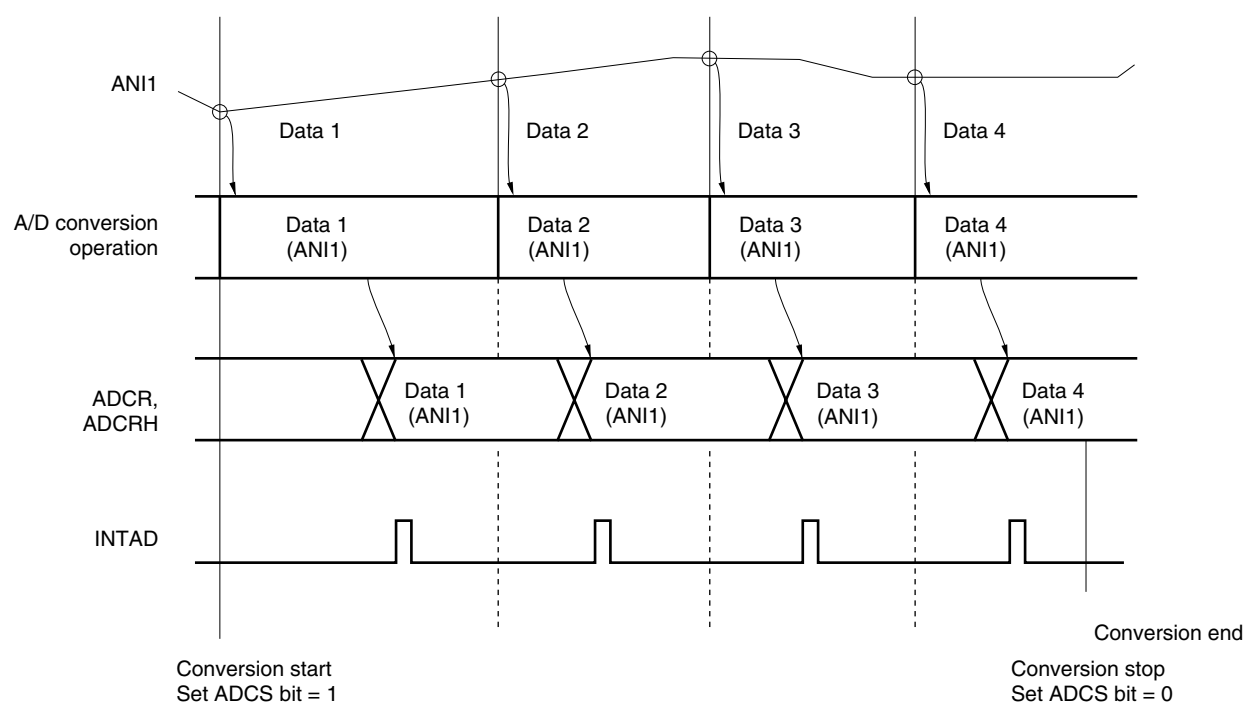 ANI1
Data 1
Data 2
Data 3
Data 4
A/D conversion
operation
Data 1
(ANI1)
Data 2
(ANI1)
Data 3
(ANI1)
Data 4
(ANI1)
ADCR,
ADCRH
Data 1
(ANI1)
Data 2
(ANI1)
Data 3
(ANI1)
Data 4
(ANI1)
INTAD
Conversion end
Conversion start
Set ADCS bit = 1
Conversion stop
Set ADCS bit = 0